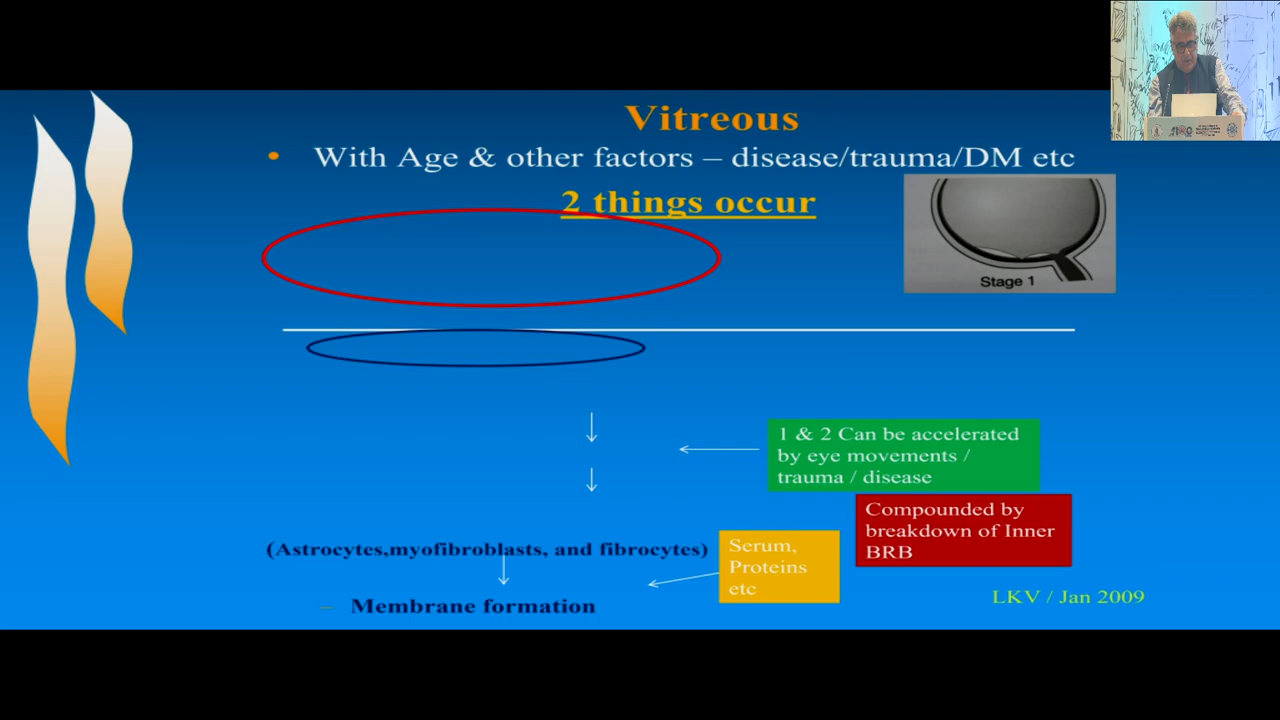 Vitreous
• With Age & other factors – disease/trauma/DM etc
2 things occur
Stage 1
1 & 2 Can be accelerated
by eye movements /
trauma / disease
Compounded by
breakdown of Inner
BRB
(Astrocytes,myofibroblasts, and fibrocytes)
Serum,
Proteins
etc
– Membrane formation
LKV / Jan 2009